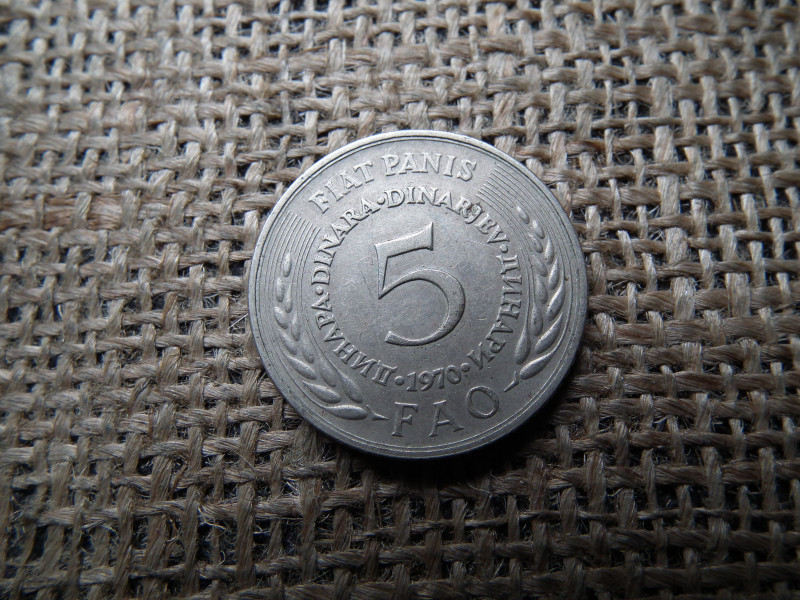 FIAT PANIS
ДИНАРА·DINARA·DINARJEV·ДИНАРИ
5
·1970·
FAO